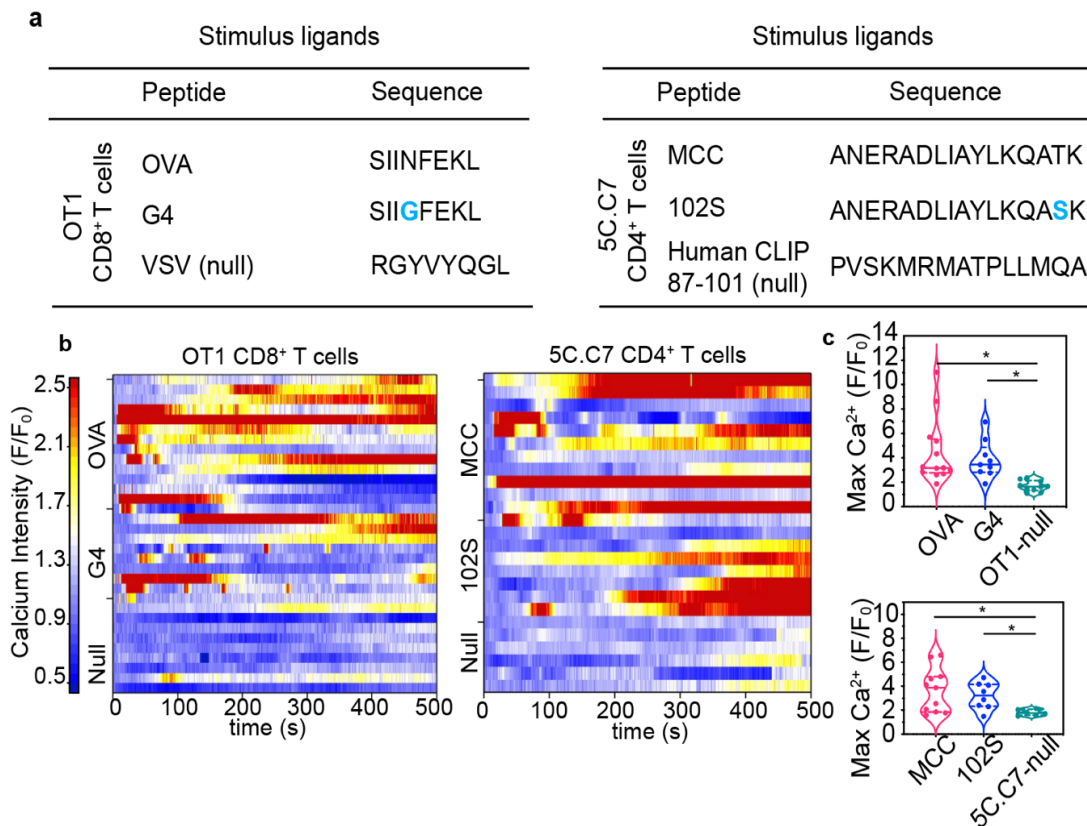 a
Stimulus ligands
Peptide Sequence
OT1
CD8⁺ T cells
OVA SIINFEKL
G4 SIIGFEKL
VSV (null) RGYVYQGL
Stimulus ligands
Peptide Sequence
5C.C7
CD4⁺ T cells
MCC ANERADLIAYLKQATK
102S ANERADLIAYLKQASK
Human CLIP
87-101 (null) PVSKMRMATPLLMQA
b
OT1 CD8⁺ T cells
Calcium Intensity (F/F₀)
2.5
2.1
1.7
1.3
0.9
0.5
OVA
G4
Null
0 100 200 300 400 500
time (s)
5C.C7 CD4⁺ T cells
MCC
102S
Null
0 100 200 300 400 500
time (s)
c
Max Ca²⁺ (F/F₀)
14
12
10
8
6
4
2
0
*
*
OVA G4 OT1-null
Max Ca²⁺ (F/F₀)
10
8
6
4
2
0
*
*
MCC 102S 5C.C7-null